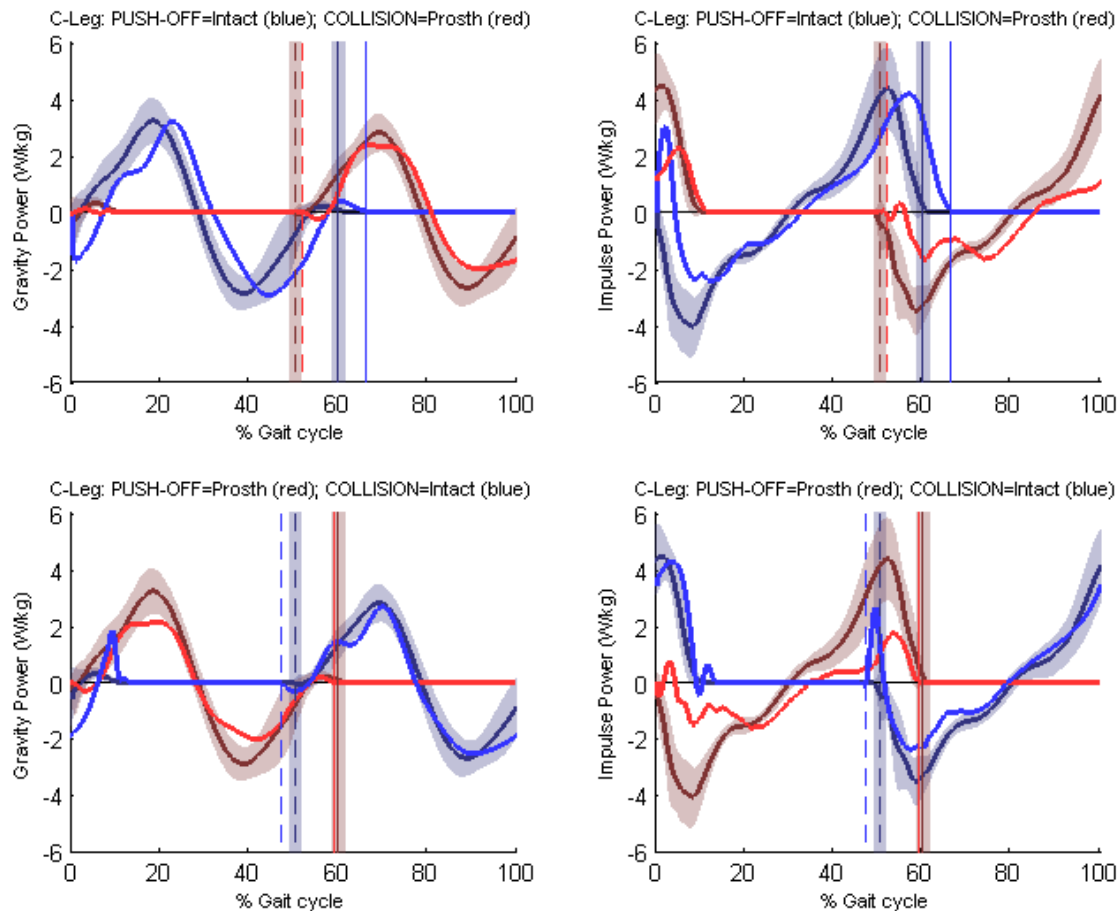 C-Leg: PUSH-OFF=Intact (blue); COLLISION=Prosth (red)
6
4
2
0
-2
-4
-6
Gravity Power (W/kg)
0 20 40 60 80 100
% Gait cycle
C-Leg: PUSH-OFF=Intact (blue); COLLISION=Prosth (red)
6
4
2
0
-2
-4
-6
Impulse Power (W/kg)
0 20 40 60 80 100
% Gait cycle
C-Leg: PUSH-OFF=Prosth (red); COLLISION=Intact (blue)
6
4
2
0
-2
-4
-6
Gravity Power (W/kg)
0 20 40 60 80 100
% Gait cycle
C-Leg: PUSH-OFF=Prosth (red); COLLISION=Intact (blue)
6
4
2
0
-2
-4
-6
Impulse Power (W/kg)
0 20 40 60 80 100
% Gait cycle